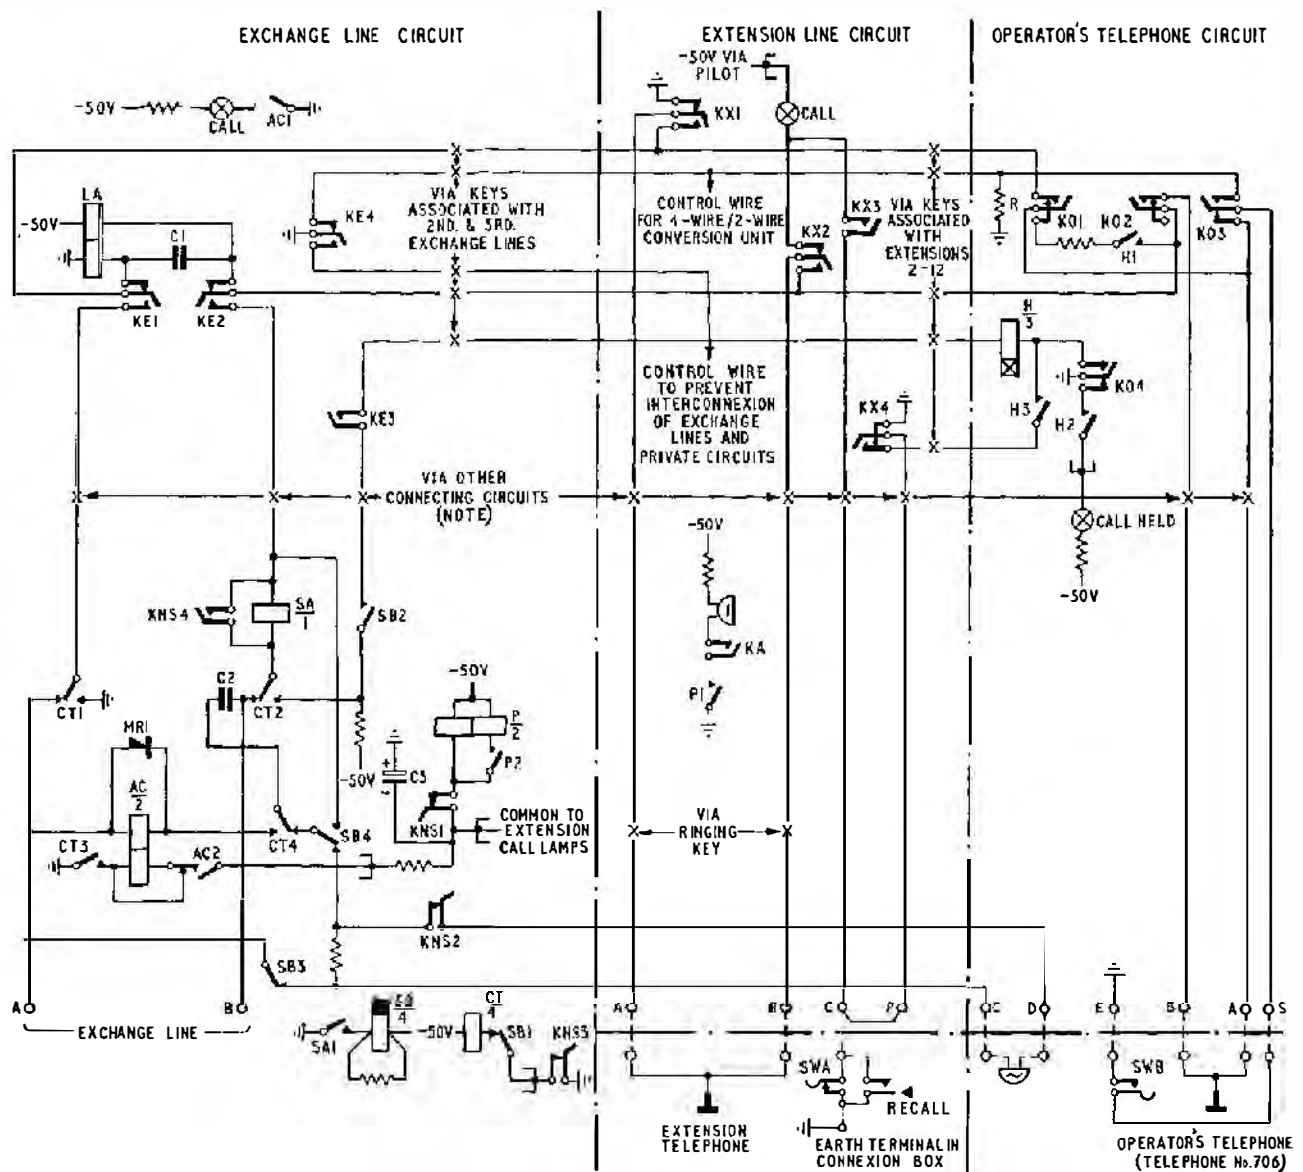 EXCHANGE LINE CIRCUIT
EXTENSION LINE CIRCUIT
OPERATOR'S TELEPHONE CIRCUIT
-50V VIA
PILOT
-50V
CALL
AC1
KX1
CALL
LA
-50V
C1
KE4
VIA KEYS
ASSOCIATED WITH
2ND. & 3RD.
EXCHANGE LINES
CONTROL WIRE
FOR 4-WIRE/2-WIRE
CONVERSION UNIT
KX2
KX3
VIA KEYS
ASSOCIATED
WITH
EXTENSIONS
2-12
R
KO1
KO2
KO3
R1
KE1
KE2
H
3
CONTROL WIRE
TO PREVENT
INTERCONNEXION
OF EXCHANGE
LINES AND
PRIVATE CIRCUITS
KE3
KX4
KO4
H3
H2
VIA OTHER
CONNECTING CIRCUITS
(NOTE)
CALL HELD
-50V
-50V
KNS4
SA
1
SB2
KA
C2
-50V
P1
CT1
CT2
MR1
P
2
P2
AC
2
-50V
C3
+
KNS1
COMMON TO
EXTENSION
CALL LAMPS
VIA
RINGING
KEY
CT3
AC2
CT4
SB4
KNS2
SB3
A
B
EXCHANGE LINE
SA1
4
-50V
CT
4
SB1
KNS3
A
B
C
P
C
D
E
B
A
S
SWA
RECALL
SWB
EXTENSION
TELEPHONE
EARTH TERMINAL IN
CONNEXION BOX
OPERATOR'S TELEPHONE
(TELEPHONE No.706)